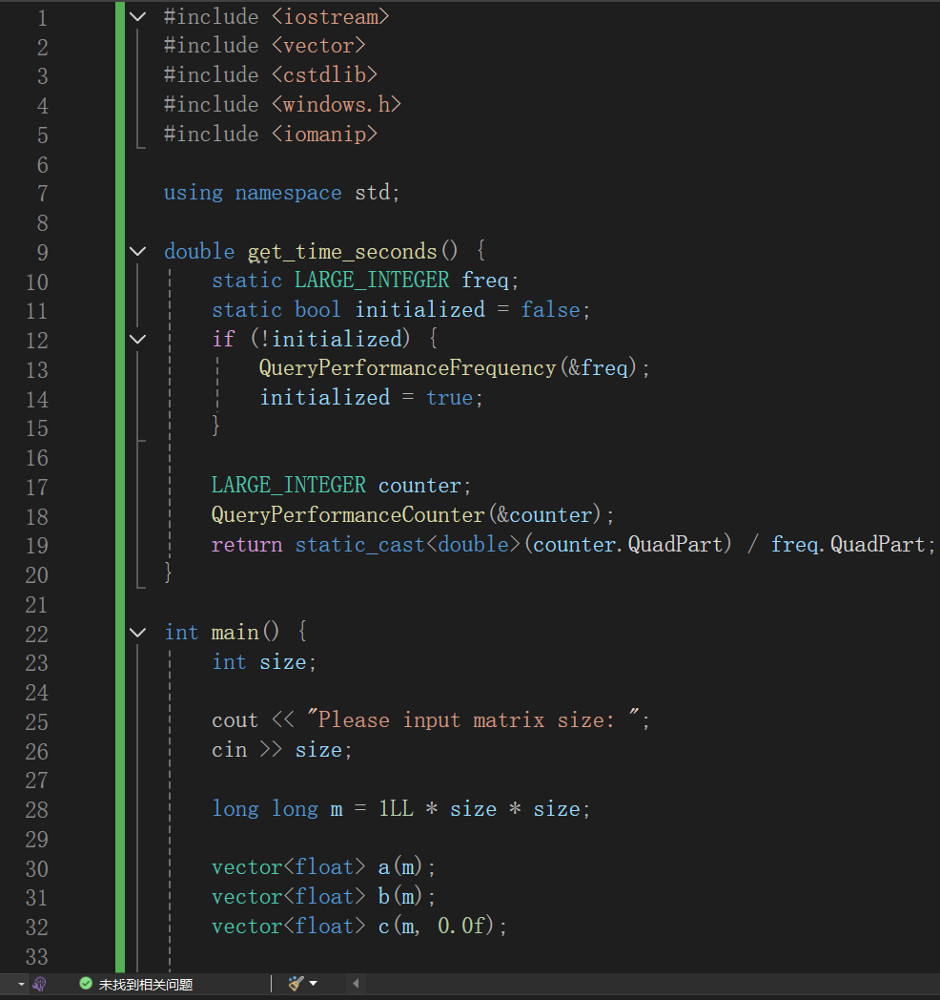 1 #include <iostream>
2 #include <vector>
3 #include <cstdlib>
4 #include <windows.h>
5 #include <iomanip>
6
7 using namespace std;
8
9 double get_time_seconds() {
10 static LARGE_INTEGER freq;
11 static bool initialized = false;
12 if (!initialized) {
13 QueryPerformanceFrequency(&freq);
14 initialized = true;
15 }
16
17 LARGE_INTEGER counter;
18 QueryPerformanceCounter(&counter);
19 return static_cast<double>(counter.QuadPart) / freq.QuadPart;
20 }
21
22 int main() {
23 int size;
24
25 cout << "Please input matrix size: ";
26 cin >> size;
27
28 long long m = 1LL * size * size;
29
30 vector<float> a(m);
31 vector<float> b(m);
32 vector<float> c(m, 0.0f);
33
未找到相关问题